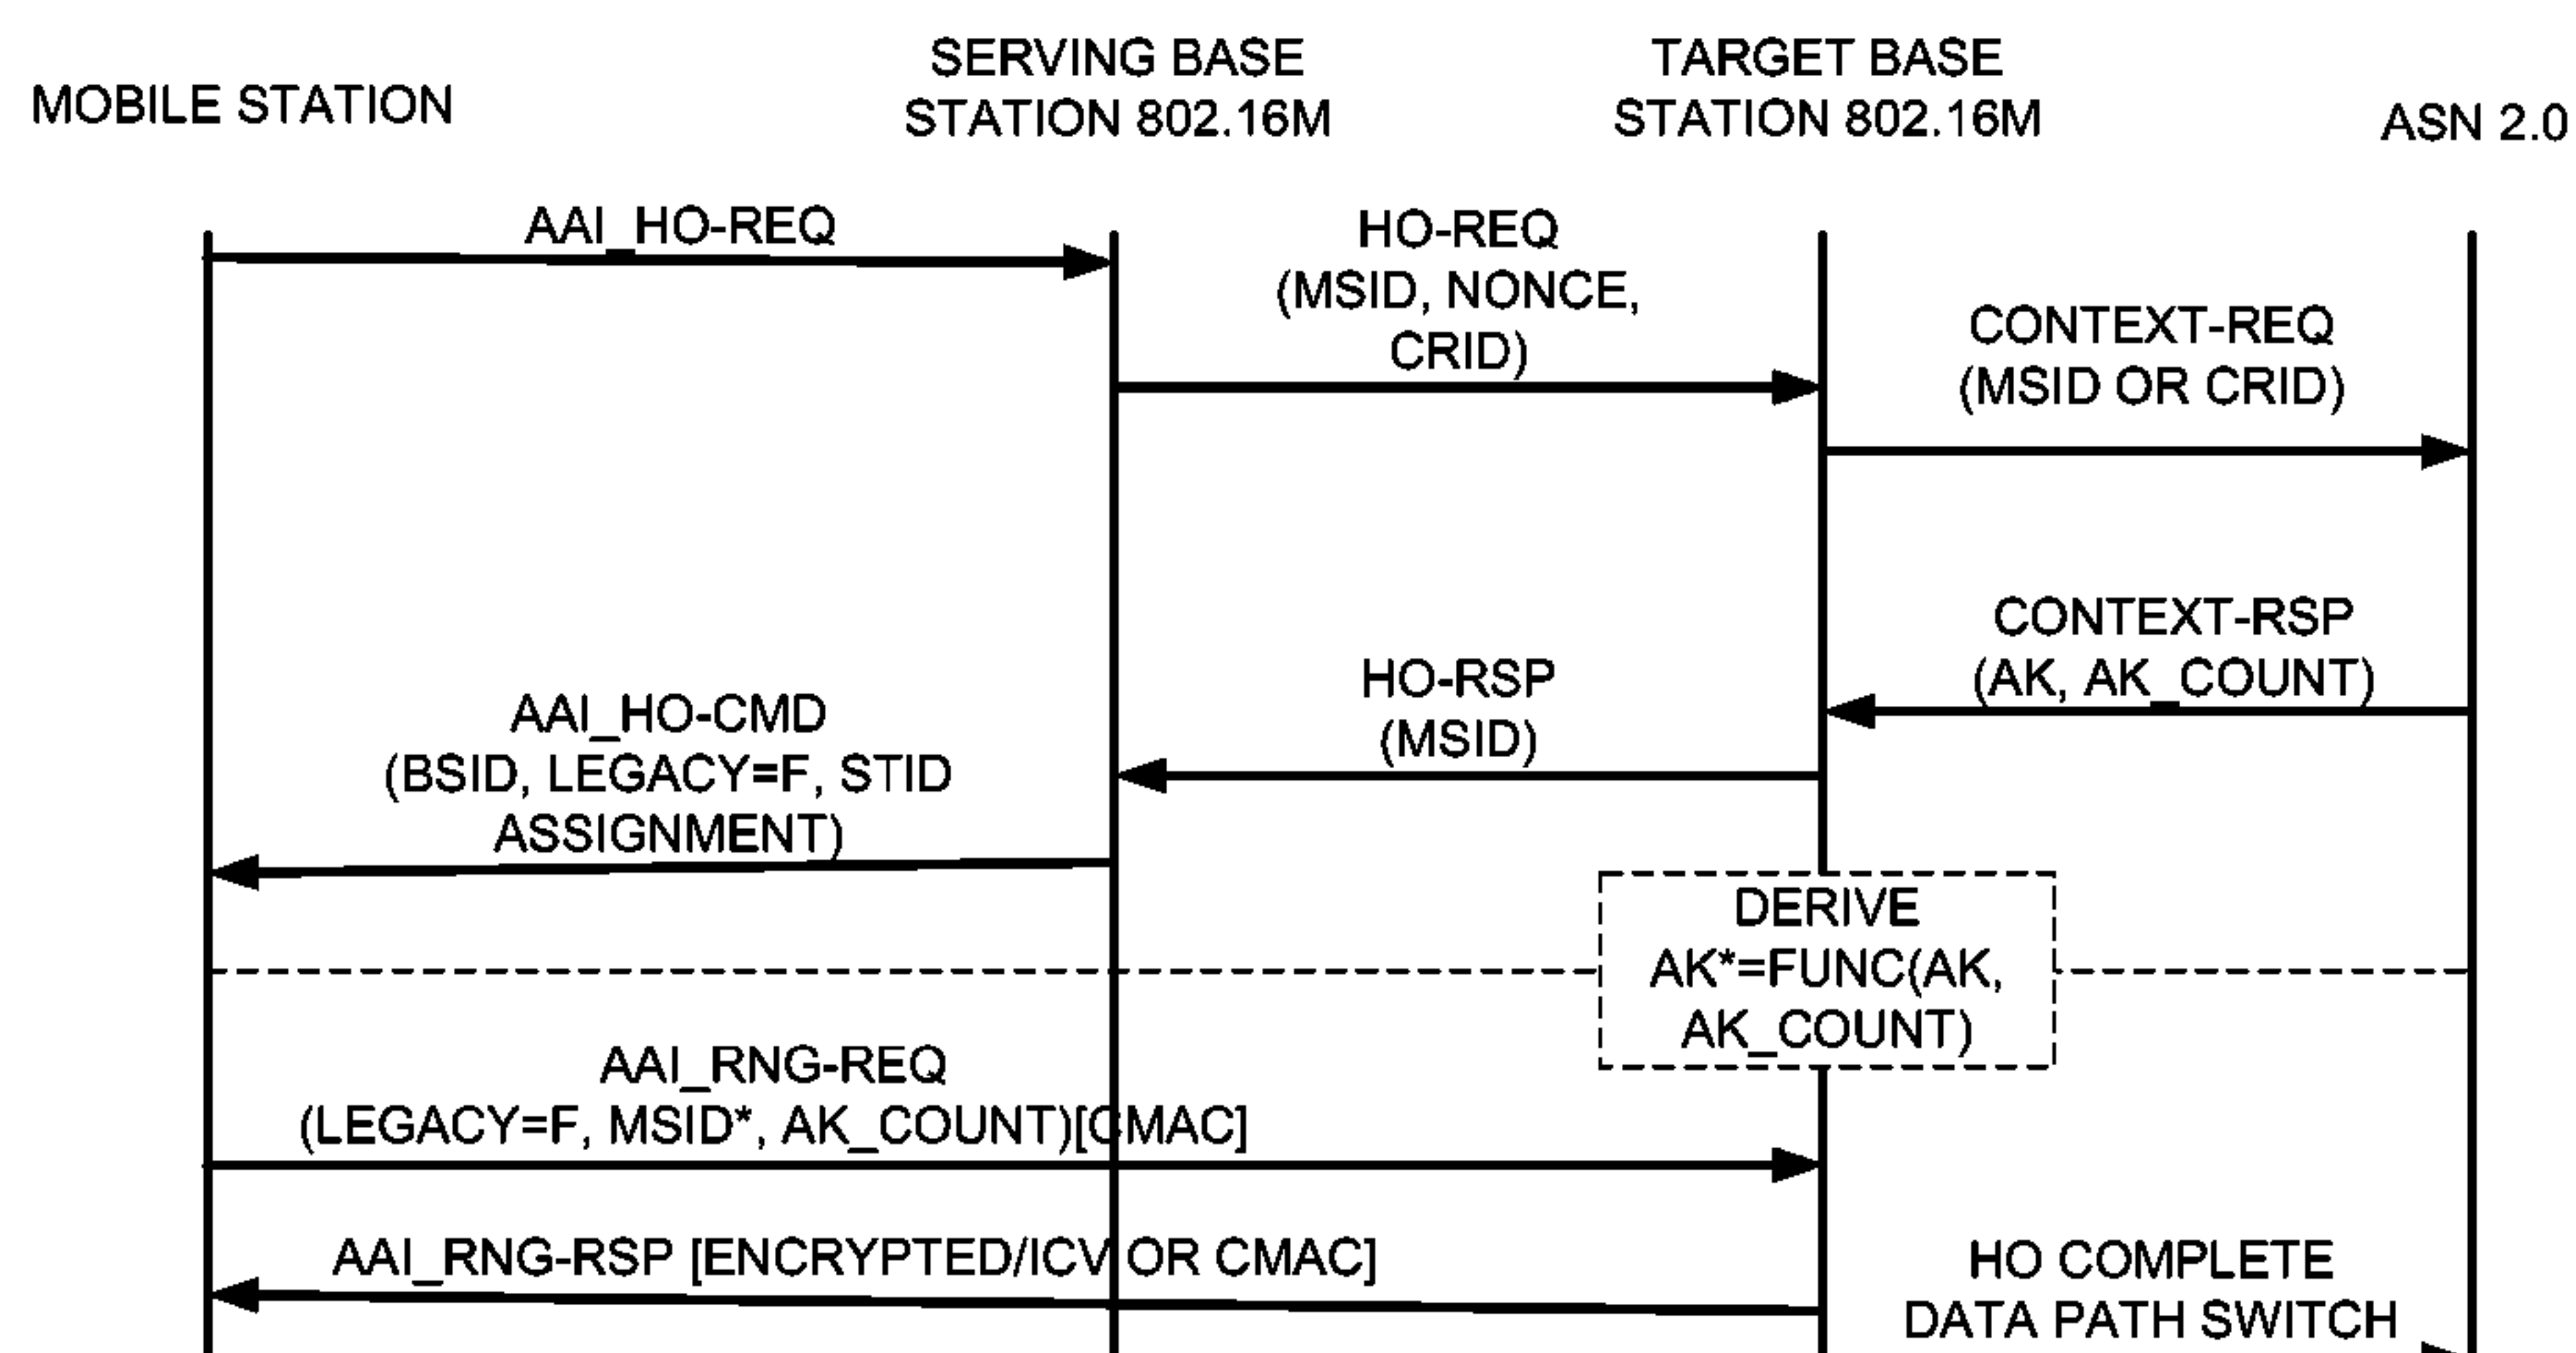 MOBILE STATION
SERVING BASE
STATION 802.16M
TARGET BASE
STATION 802.16M
ASN 2.0
AAI_HO-REQ
HO-REQ
(MSID, NONCE,
CRID)
CONTEXT-REQ
(MSID OR CRID)
CONTEXT-RSP
(AK, AK_COUNT)
HO-RSP
(MSID)
AAI_HO-CMD
(BSID, LEGACY=F, STID
ASSIGNMENT)
DERIVE
AK*=FUNC(AK,
AK_COUNT)
AAI_RNG-REQ
(LEGACY=F, MSID*, AK_COUNT)[CMAC]
AAI_RNG-RSP [ENCRYPTED/ICV OR CMAC]
HO COMPLETE
DATA PATH SWITCH